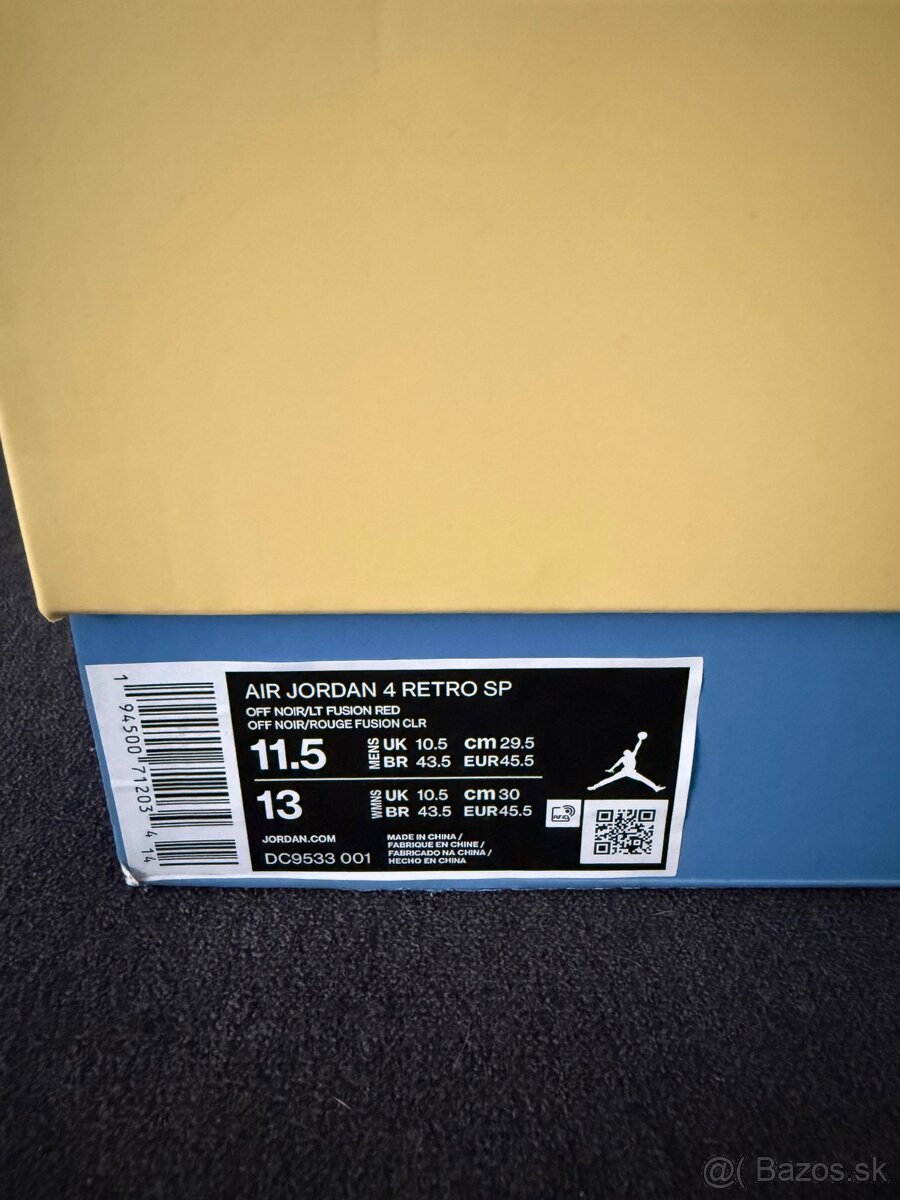 AIR JORDAN 4 RETRO SP
OFF NOIR/LT FUSION RED
OFF NOIR/ROUGE FUSION CLR
11.5 MENS UK 10.5 cm 29.5
BR 43.5 EUR 45.5
13 WMNS UK 10.5 cm 30
BR 43.5 EUR 45.5
JORDAN.COM
DC9533 001
MADE IN CHINA /
FABRIQUE EN CHINE /
FABRICADO NA CHINA /
HECHO EN CHINA
RFID
1 94500 71203 4 14
@( Bazos.sk